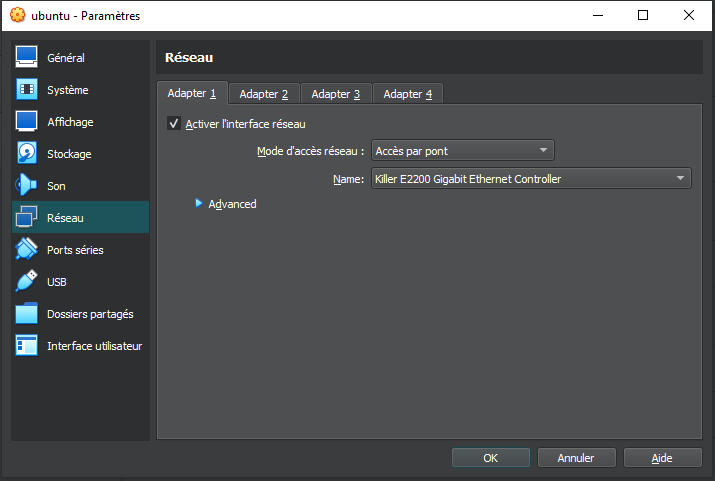 ubuntu - Paramètres
Général
Système
Affichage
Stockage
Son
Réseau
Ports séries
USB
Dossiers partagés
Interface utilisateur
Réseau
Adapter 1
Adapter 2
Adapter 3
Adapter 4
Activer l'interface réseau
Mode d'accès réseau : Accès par pont
Name: Killer E2200 Gigabit Ethernet Controller
Advanced
OK
Annuler
Aide